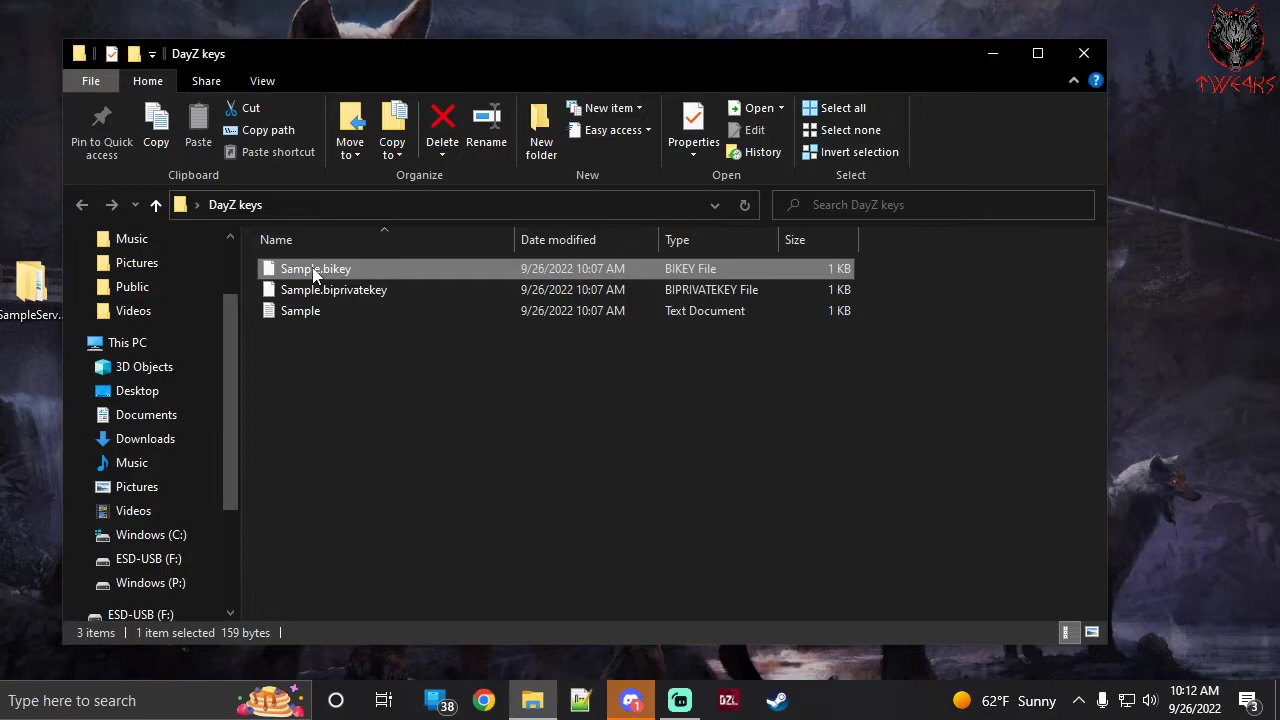 DayZ keys
TWE4KS
File Home Share View
Pin to Quick access
Copy
Paste
Cut
Copy path
Paste shortcut
Clipboard
Move to
Copy to
Delete
Rename
Organize
New folder
New item
Easy access
New
Properties
Open
Edit
History
Open
Select all
Select none
Invert selection
Select
DayZ keys
Search DayZ keys
Music
Pictures
Public
Videos
This PC
3D Objects
Desktop
Documents
Downloads
Music
Pictures
Videos
Windows (C:)
ESD-USB (F:)
Windows (P:)
ESD-USB (F:)
Name Date modified Type Size
Sample.bikey 9/26/2022 10:07 AM BIKEY File 1 KB
Sample.biprivatekey 9/26/2022 10:07 AM BIPRIVATEKEY File 1 KB
Sample 9/26/2022 10:07 AM Text Document 1 KB
SampleServ...
3 items 1 item selected 159 bytes
Type here to search
38
1
DZL
62°F Sunny
10:12 AM
9/26/2022
3